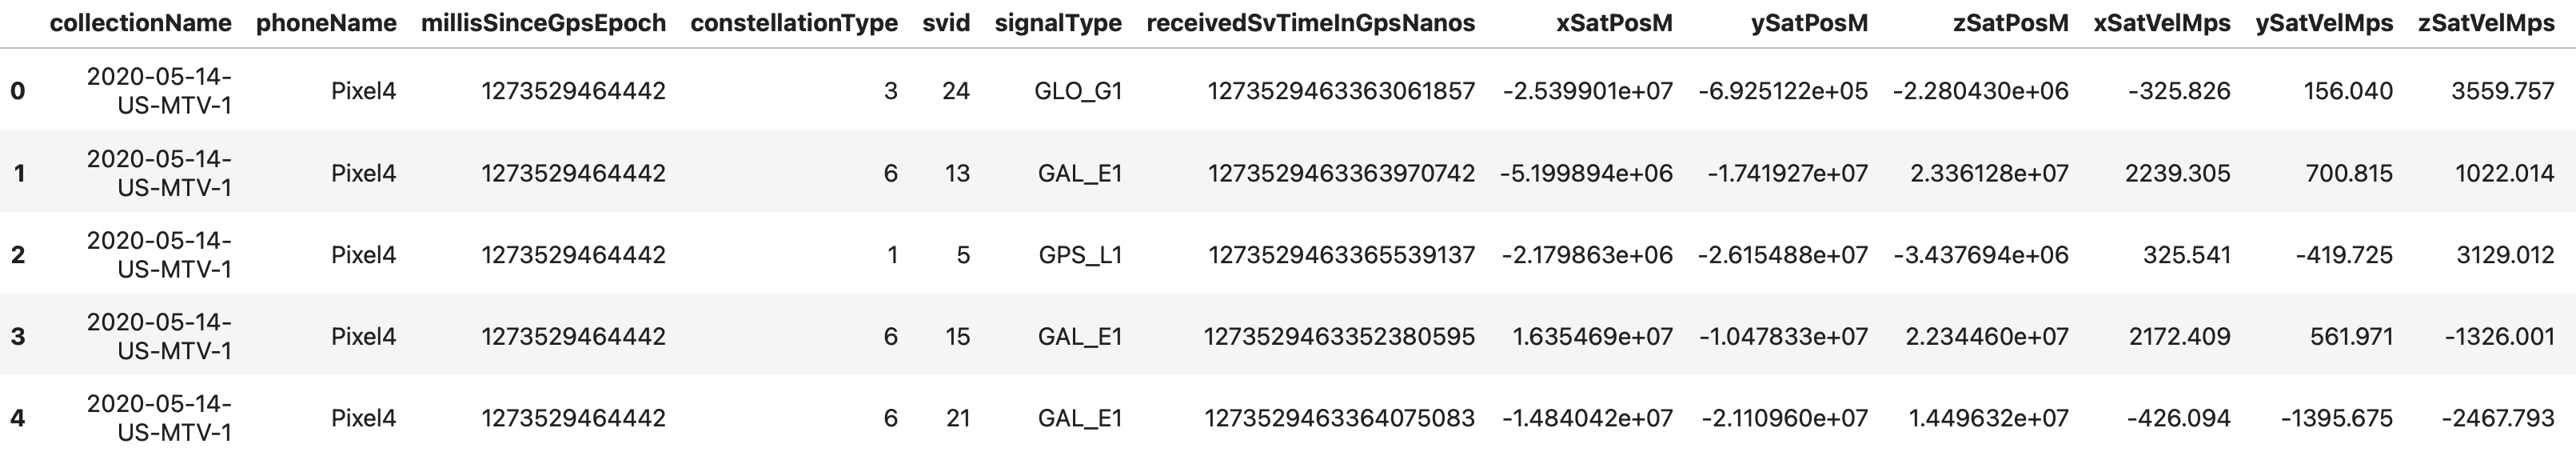 collectionName phoneName millisSinceGpsEpoch constellationType svid signalType receivedSvTimeInGpsNanos xSatPosM ySatPosM zSatPosM xSatVelMps ySatVelMps zSatVelMps
0 2020-05-14-US-MTV-1 Pixel4 1273529464442 3 24 GLO_G1 1273529463363061857 -2.539901e+07 -6.925122e+05 -2.280430e+06 -325.826 156.040 3559.757
1 2020-05-14-US-MTV-1 Pixel4 1273529464442 6 13 GAL_E1 1273529463363970742 -5.199894e+06 -1.741927e+07 2.336128e+07 2239.305 700.815 1022.014
2 2020-05-14-US-MTV-1 Pixel4 1273529464442 1 5 GPS_L1 1273529463365539137 -2.179863e+06 -2.615488e+07 -3.437694e+06 325.541 -419.725 3129.012
3 2020-05-14-US-MTV-1 Pixel4 1273529464442 6 15 GAL_E1 1273529463352380595 1.635469e+07 -1.047833e+07 2.234460e+07 2172.409 561.971 -1326.001
4 2020-05-14-US-MTV-1 Pixel4 1273529464442 6 21 GAL_E1 1273529463364075083 -1.484042e+07 -2.110960e+07 1.449632e+07 -426.094 -1395.675 -2467.793